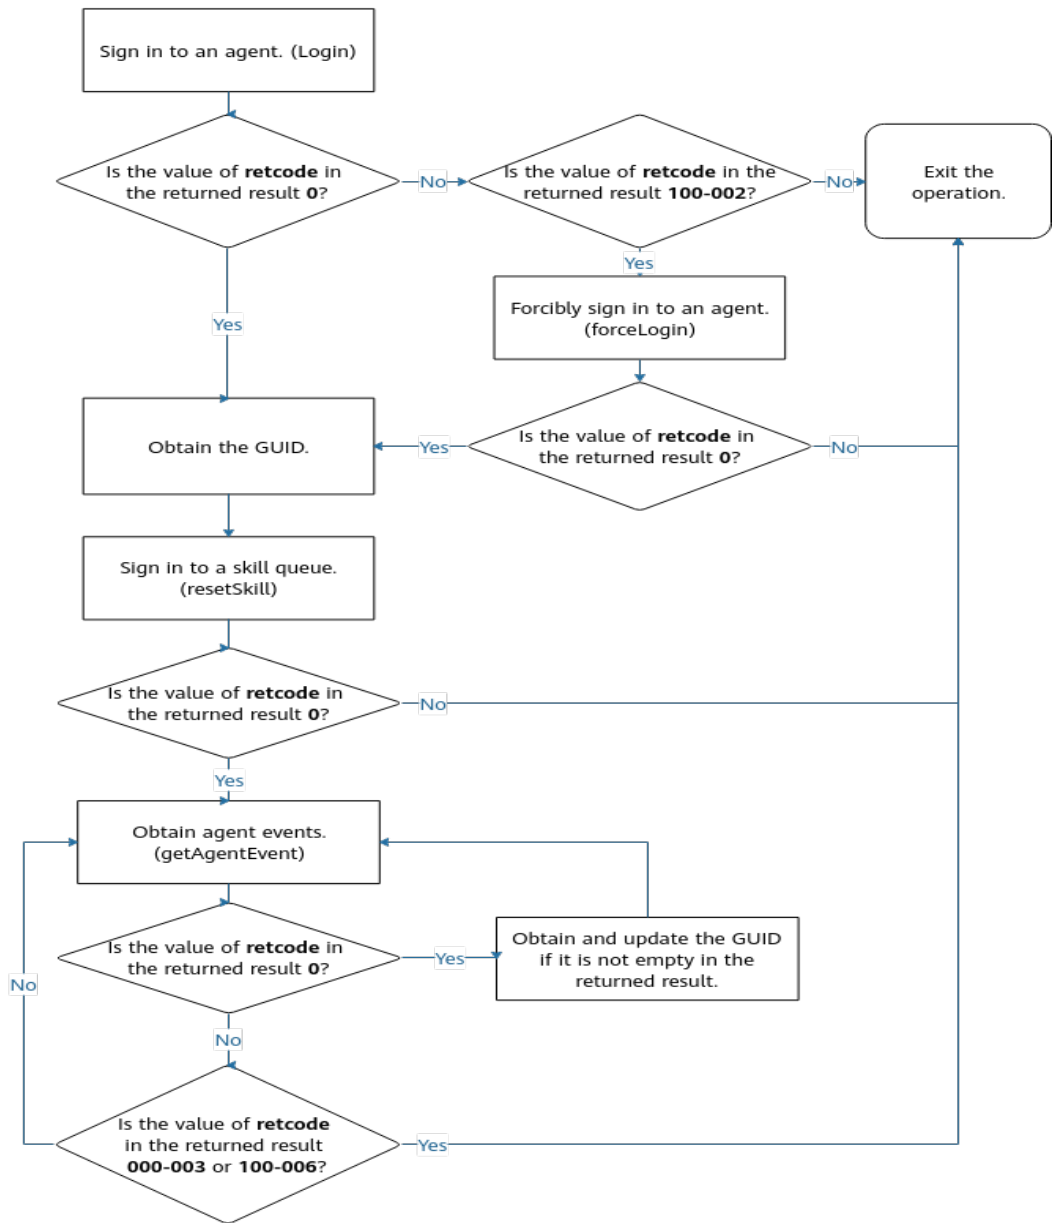 Sign in to an agent. (Login)
Is the value of retcode in
the returned result 0?
No
Is the value of retcode in the
returned result 100-002?
No
Exit the
operation.
Yes
Forcibly sign in to an agent.
(forceLogin)
Yes
Obtain the GUID.
Yes
Is the value of retcode in
the returned result 0?
No
Sign in to a skill queue.
(resetSkill)
Is the value of retcode in
the returned result 0?
No
Yes
Obtain agent events.
(getAgentEvent)
Is the value of retcode in
the returned result 0?
Yes
Obtain and update the GUID
if it is not empty in the
returned result.
No
No
Is the value of retcode
in the returned result
000-003 or 100-006?
Yes